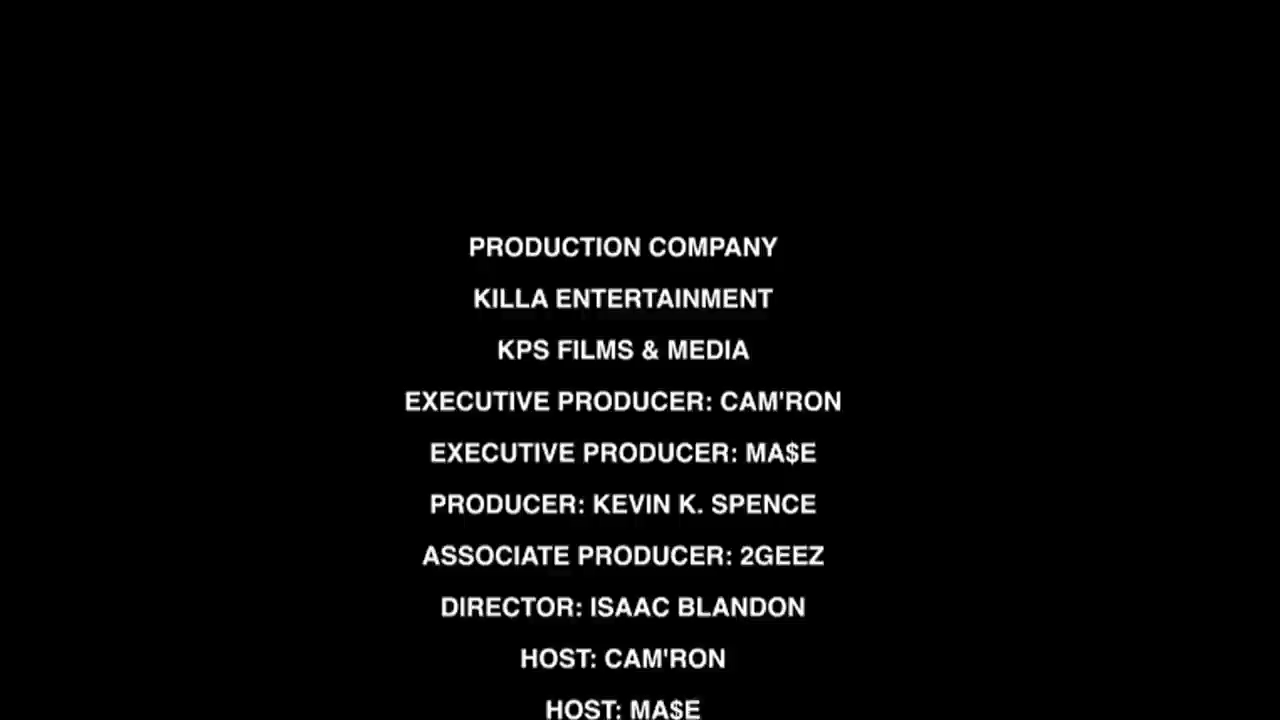 PRODUCTION COMPANY
KILLA ENTERTAINMENT
KPS FILMS & MEDIA
EXECUTIVE PRODUCER: CAM'RON
EXECUTIVE PRODUCER: MA$E
PRODUCER: KEVIN K. SPENCE
ASSOCIATE PRODUCER: 2GEEZ
DIRECTOR: ISAAC BLANDON
HOST: CAM'RON
HOST: MA$E